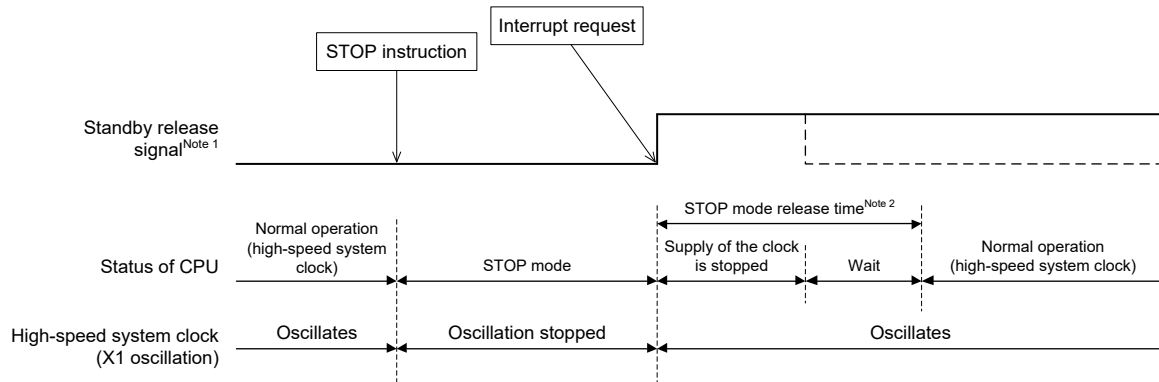 Interrupt request
STOP instruction
Standby release
signalNote 1
STOP mode release timeNote 2
Status of CPU
Normal operation
(high-speed system
clock)
STOP mode
Supply of the clock
is stopped
Wait
Normal operation
(high-speed system clock)
High-speed system clock
(X1 oscillation)
Oscillates
Oscillation stopped
Oscillates